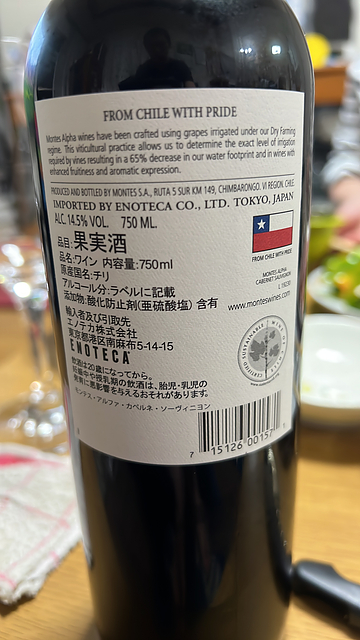 FROM CHILE WITH PRIDE
Montes Alpha wines have been crafted using grapes irrigated under our Dry Farming
regime. This viticultural practice allows us to determine the exact level of irrigation
required by vines resulting in a 65% decrease in our water footprint and in wines with
enhanced fruitiness and aromatic expression.
PRODUCED AND BOTTLED BY MONTES S.A., RUTA 5 SUR KM 149, CHIMBARONGO. VI REGION, CHILE.
IMPORTED BY ENOTECA CO., LTD. TOKYO, JAPAN
ALC. 14.5% VOL. 750 ML.
品目:果実酒
品名:ワイン 内容量:750ml
原産国名:チリ
アルコール分:ラベルに記載
添加物:酸化防止剤(亜硫酸塩)含有
FROM CHILE WITH PRIDE
MONTES ALPHA
CABERNET SAUVIGNON
www.monteswines.com
輸入者及び引取先
エノテカ株式会社
東京都港区南麻布5-14-15
ENOTECA
CERTIFIED SUSTAINABLE WINE OF CHILE
飲酒は20歳になってから。
妊娠中や授乳期の飲酒は、胎児・乳児の
発育に悪影響を与えるおそれがあります。
モンテス・アルファ・カベルネ・ソーヴィニヨン
7 15126 00157